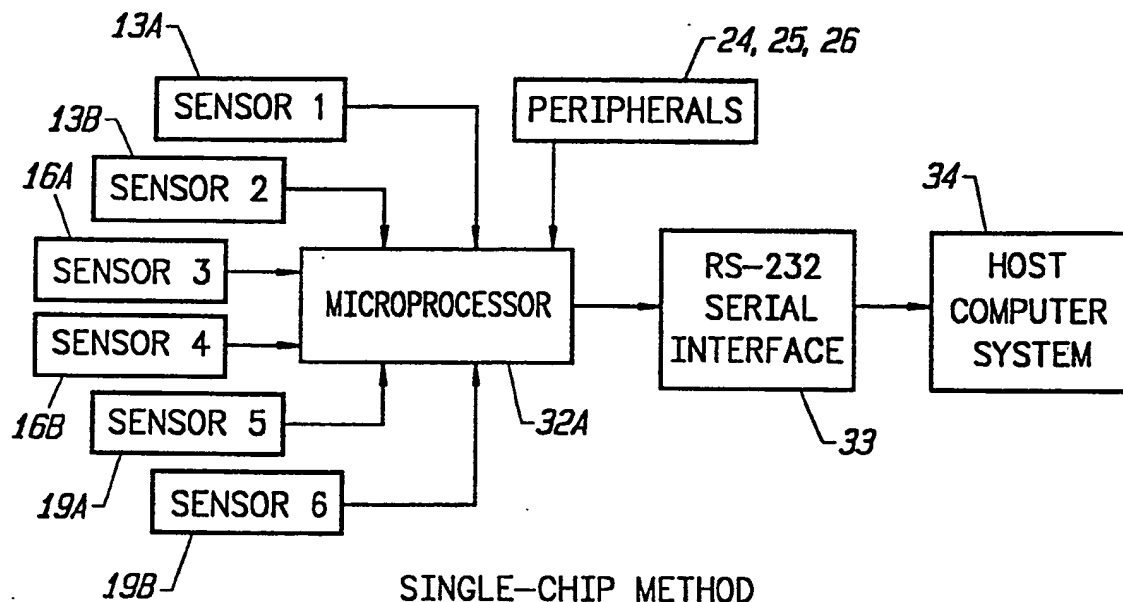 13A
24, 25, 26
SENSOR 1
PERIPHERALS
13B
SENSOR 2
16A
34
SENSOR 3
MICROPROCESSOR
RS-232
SERIAL
INTERFACE
HOST
COMPUTER
SYSTEM
SENSOR 4
16B
SENSOR 5
32A
33
19A
SENSOR 6
19B
SINGLE-CHIP METHOD